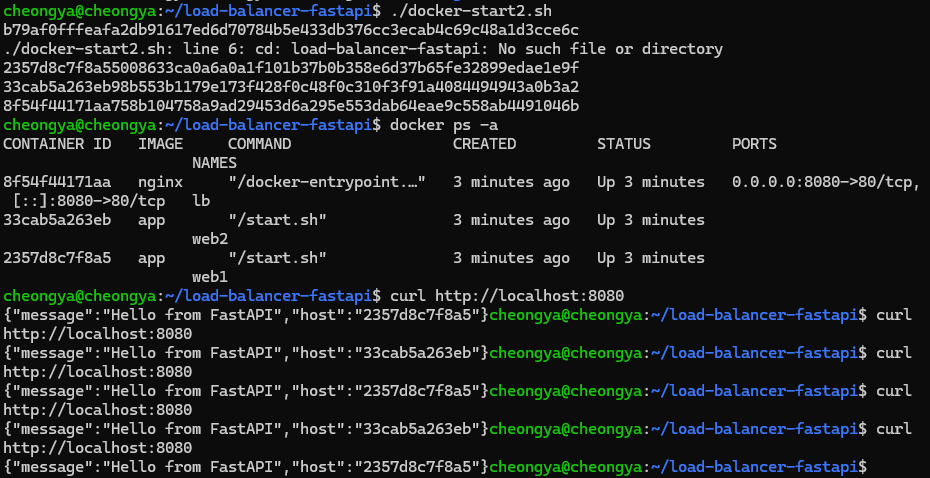 cheongya@cheongya:~/load-balancer-fastapi$ ./docker-start2.sh
b79af0fffeafa2db91617ed6d70784b5e433db376cc3ecab4c69c48a1d3cce6c
./docker-start2.sh: line 6: cd: load-balancer-fastapi: No such file or directory
2357d8c7f8a55008633ca0a6a0a1f101b37b0b358e6d37b65fe32899edae1e9f
33cab5a263eb98b553b1179e173f428f0c48f0c310f3f91a4084494943a0b3a2
8f54f44171aa758b104758a9ad29453d6a295e553dab64eae9c558ab4491046b
cheongya@cheongya:~/load-balancer-fastapi$ docker ps -a
CONTAINER ID   IMAGE     COMMAND                  CREATED         STATUS         PORTS
                     NAMES
8f54f44171aa   nginx     "/docker-entrypoint.…"   3 minutes ago   Up 3 minutes   0.0.0.0:8080->80/tcp,
 [::]:8080->80/tcp   lb
33cab5a263eb   app       "/start.sh"              3 minutes ago   Up 3 minutes
                     web2
2357d8c7f8a5   app       "/start.sh"              3 minutes ago   Up 3 minutes
                     web1
cheongya@cheongya:~/load-balancer-fastapi$ curl http://localhost:8080
{"message":"Hello from FastAPI","host":"2357d8c7f8a5"}cheongya@cheongya:~/load-balancer-fastapi$ curl
http://localhost:8080
{"message":"Hello from FastAPI","host":"33cab5a263eb"}cheongya@cheongya:~/load-balancer-fastapi$ curl
http://localhost:8080
{"message":"Hello from FastAPI","host":"2357d8c7f8a5"}cheongya@cheongya:~/load-balancer-fastapi$ curl
http://localhost:8080
{"message":"Hello from FastAPI","host":"33cab5a263eb"}cheongya@cheongya:~/load-balancer-fastapi$ curl
http://localhost:8080
{"message":"Hello from FastAPI","host":"2357d8c7f8a5"}cheongya@cheongya:~/load-balancer-fastapi$